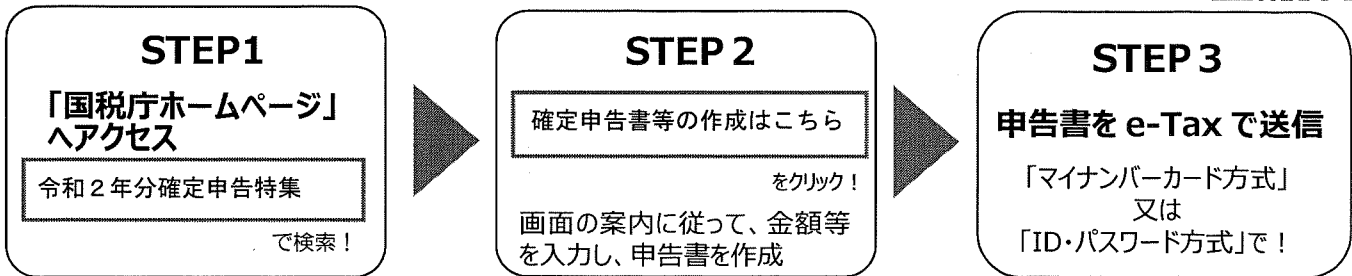 STEP1
「国税庁ホームページ」
へアクセス
令和２年分確定申告特集
で検索！
STEP２
確定申告書等の作成はこちら
をクリック！
画面の案内に従って、金額等
を入力し、申告書を作成
STEP３
申告書を e-Tax で送信
「マイナンバーカード方式」
又は
「ID・パスワード方式」で！